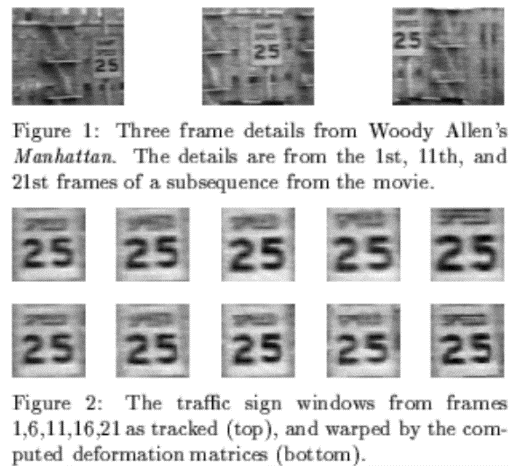 25 25 25
Figure 1: Three frame details from Woody Allen's
Manhattan. The details are from the 1st, 11th, and
21st frames of a subsequence from the movie.
25 25 25 25 25
25 25 25 25 25
Figure 2: The traffic sign windows from frames
1,6,11,16,21 as tracked (top), and warped by the com-
puted deformation matrices (bottom).